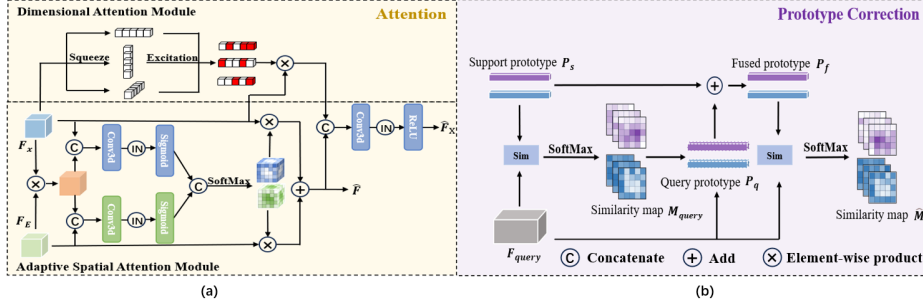 Dimensional Attention Module
Attention
Squeeze
Excitation
F_x
F_E
C
Conv3d
IN
Sigmoid
C
Conv3d
IN
Sigmoid
C
SoftMax
F̂
C
Conv3d
IN
ReLU
F̂_X
Adaptive Spatial Attention Module
(a)
Prototype Correction
Support prototype P_s
Fused prototype P_f
Sim
SoftMax
Sim
SoftMax
Query prototype P_q
Similarity map M_query
Similarity map M̂
F_query
C Concatenate
Add
Element-wise product
(b)